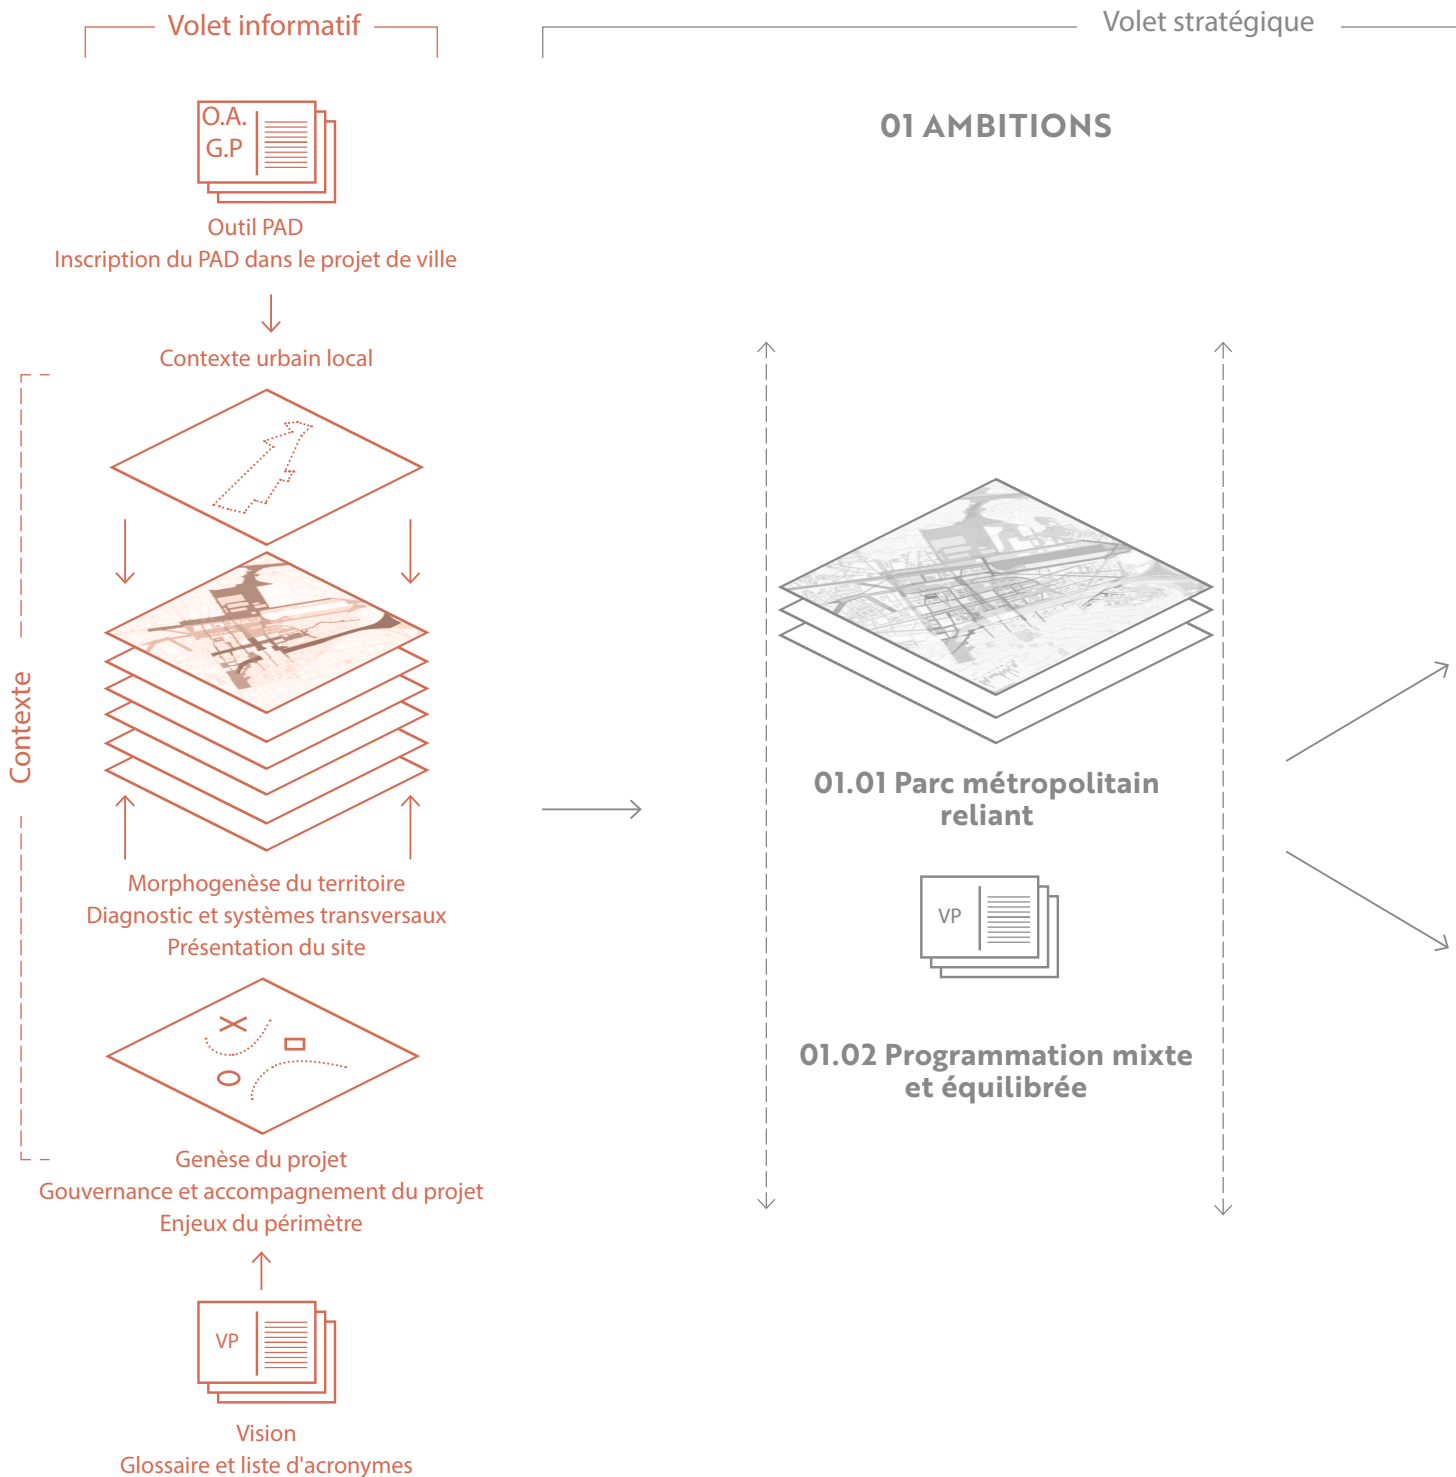 Volet informatif
O.A.
G.P
Outil PAD
Inscription du PAD dans le projet de ville
Contexte urbain local
Contexte
Morphogenèse du territoire
Diagnostic et systèmes transversaux
Présentation du site
Genèse du projet
Gouvernance et accompagnement du projet
Enjeux du périmètre
VP
Vision
Glossaire et liste d'acronymes
Volet stratégique
01 AMBITIONS
01.01 Parc métropolitain
reliant
VP
01.02 Programmation mixte
et équilibrée